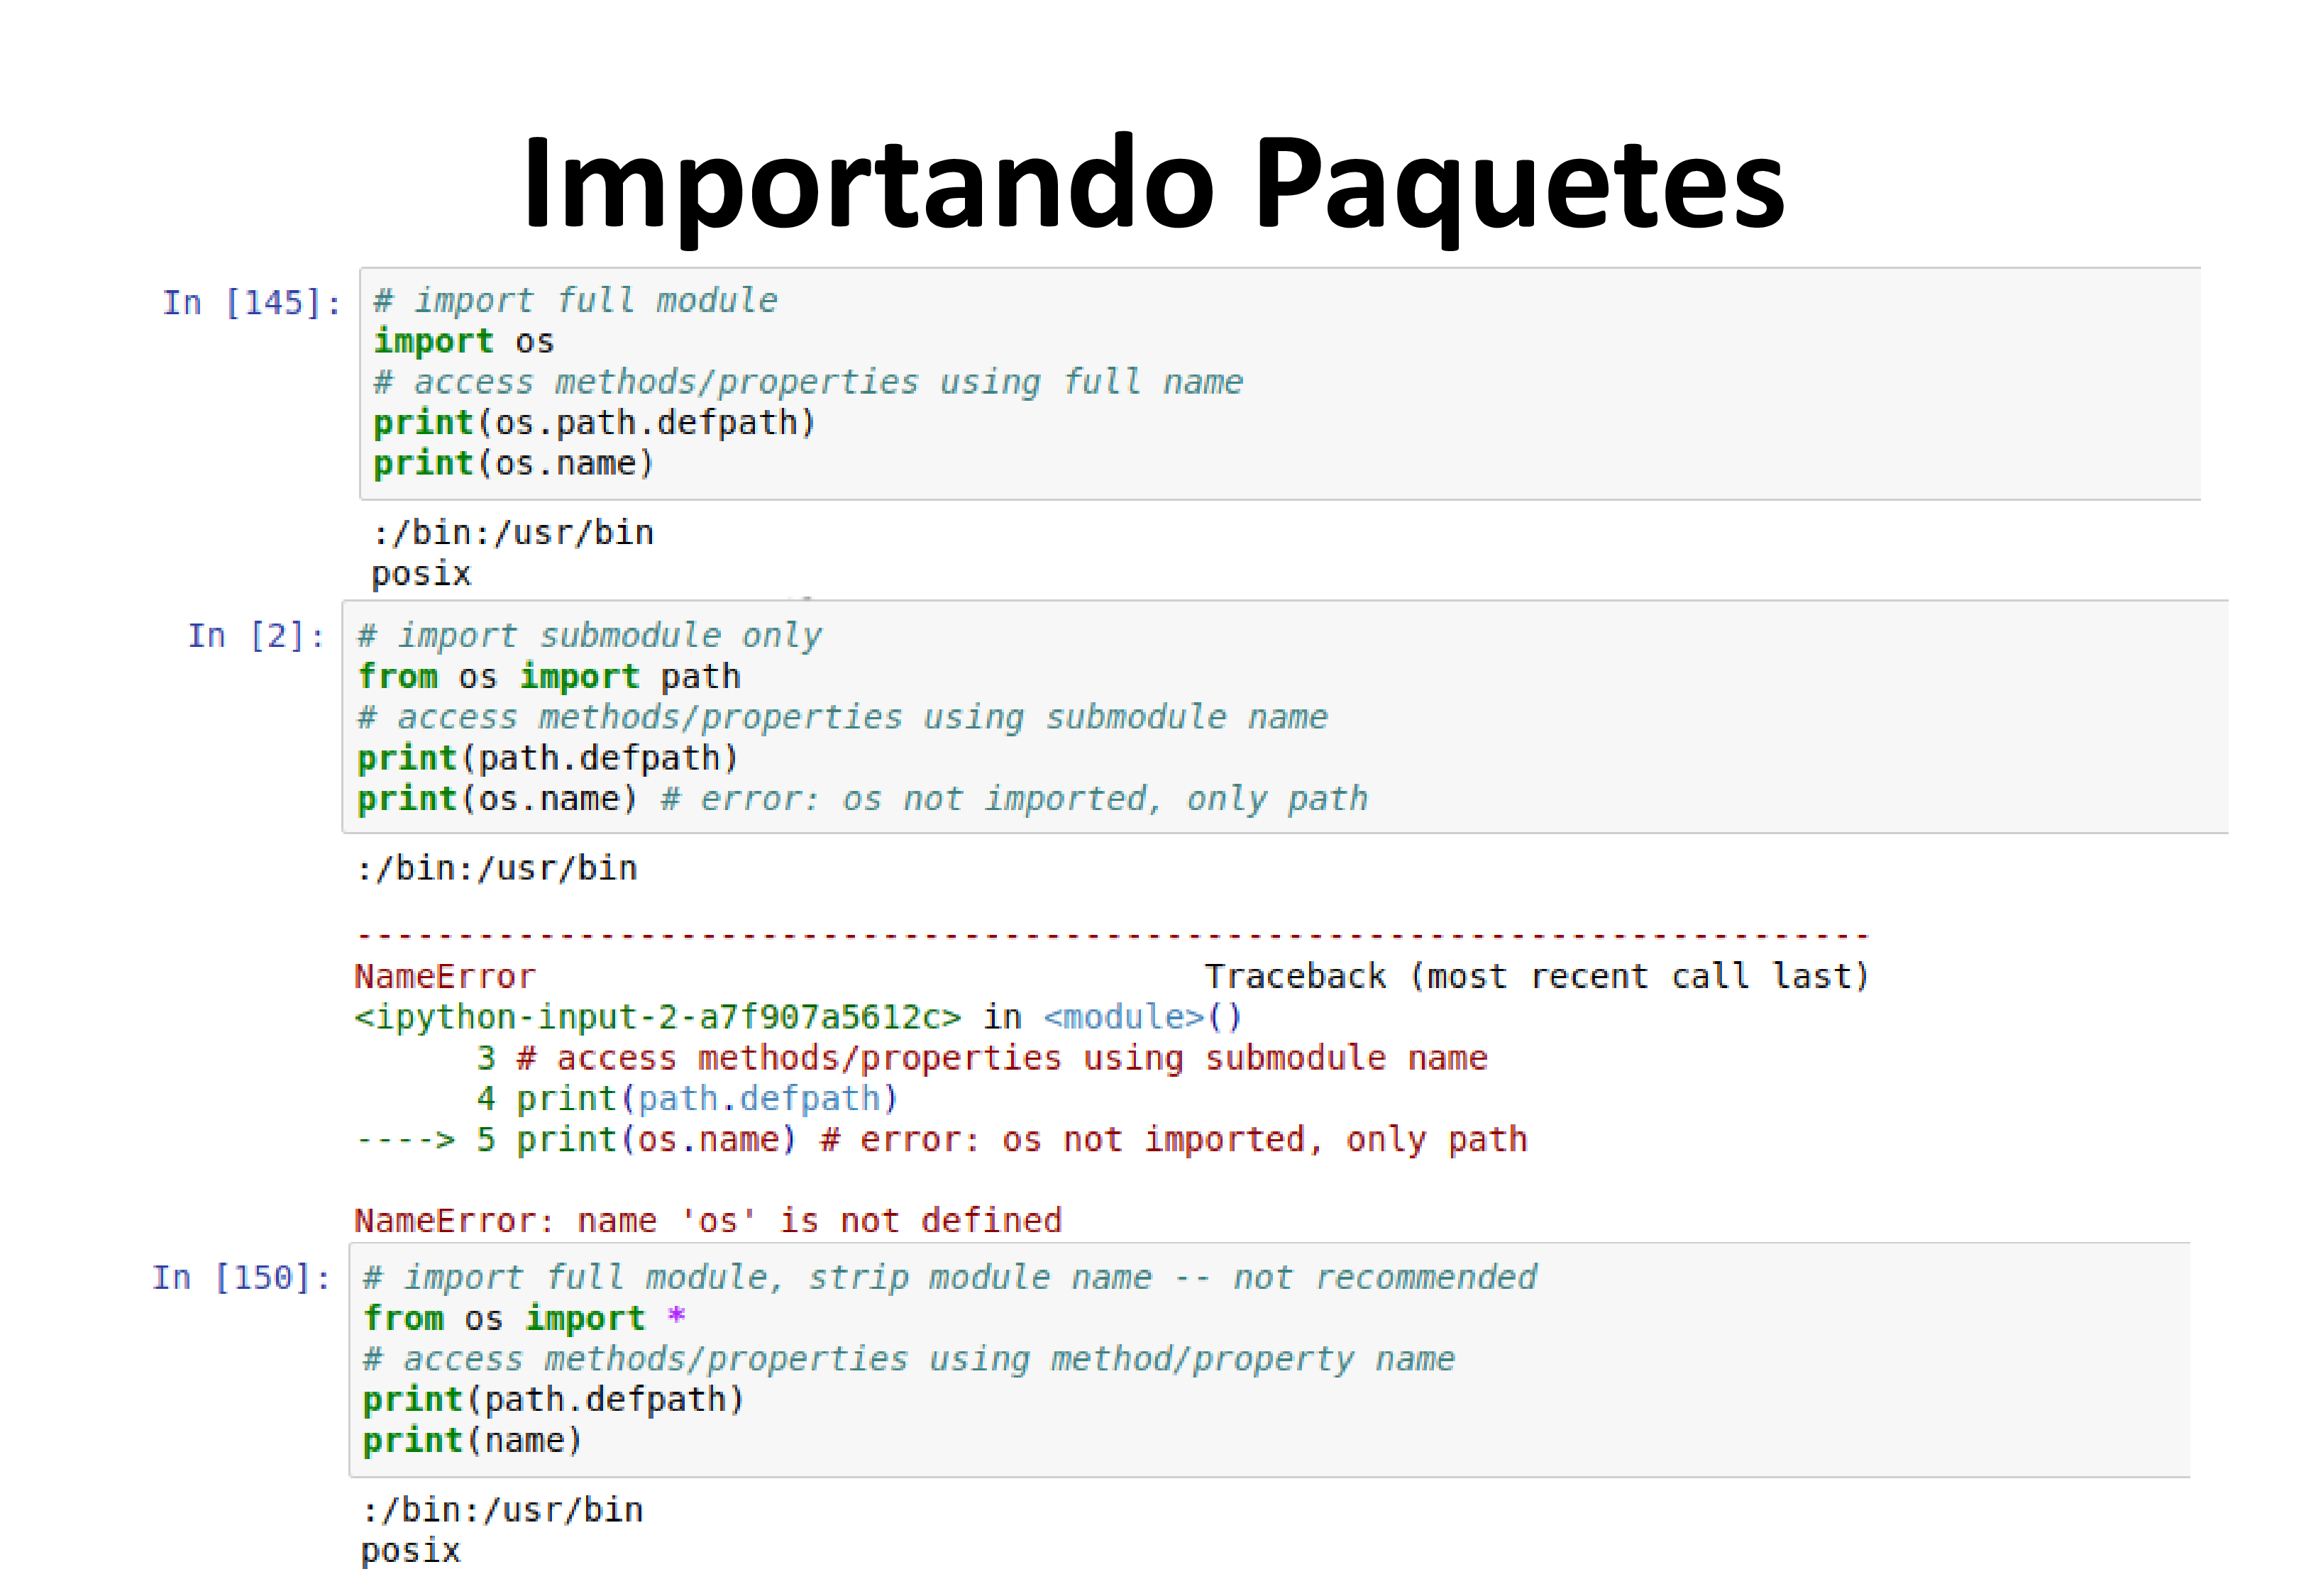 Importando Paquetes
In [145]: # import full module
import os
# access methods/properties using full name
print(os.path.defpath)
print(os.name)
:/bin:/usr/bin
posix
In [2]: # import submodule only
from os import path
# access methods/properties using submodule name
print(path.defpath)
print(os.name) # error: os not imported, only path
:/bin:/usr/bin
---------------------------------------------------------------------------
NameError                                 Traceback (most recent call last)
<ipython-input-2-a7f907a5612c> in <module>()
      3 # access methods/properties using submodule name
      4 print(path.defpath)
----> 5 print(os.name) # error: os not imported, only path
NameError: name 'os' is not defined
In [150]: # import full module, strip module name -- not recommended
from os import *
# access methods/properties using method/property name
print(path.defpath)
print(name)
:/bin:/usr/bin
posix